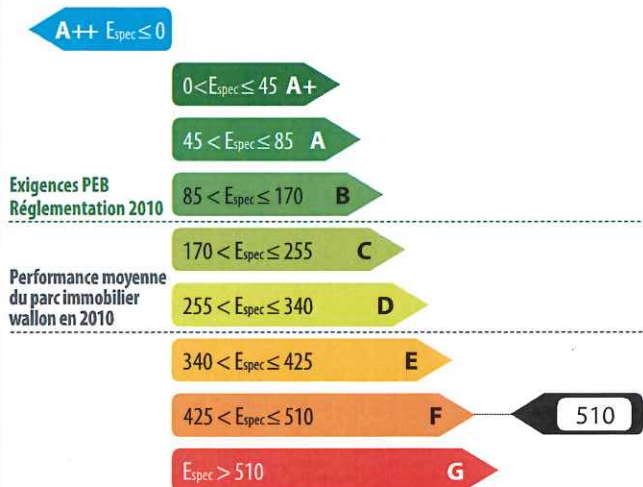 A++ Espec ≤ 0
0 < Espec ≤ 45 A+
45 < Espec ≤ 85 A
Exigences PEB
Réglementation 2010
85 < Espec ≤ 170 B
170 < Espec ≤ 255 C
Performance moyenne
du parc immobilier
wallon en 2010
255 < Espec ≤ 340 D
340 < Espec ≤ 425 E
425 < Espec ≤ 510 F
510
Espec > 510 G